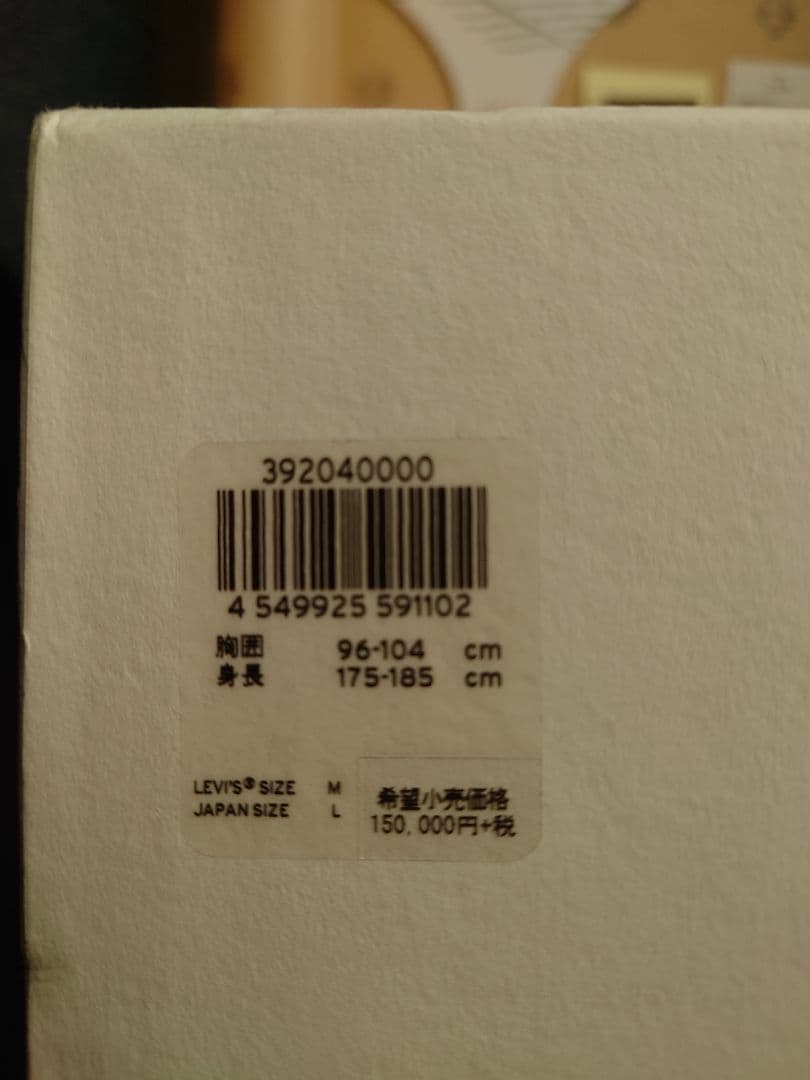 392040000
4 549925 591102
胸囲 96-104 cm
身長 175-185 cm
LEVI'S® SIZE M
JAPAN SIZE L
希望小売価格
150,000円+税